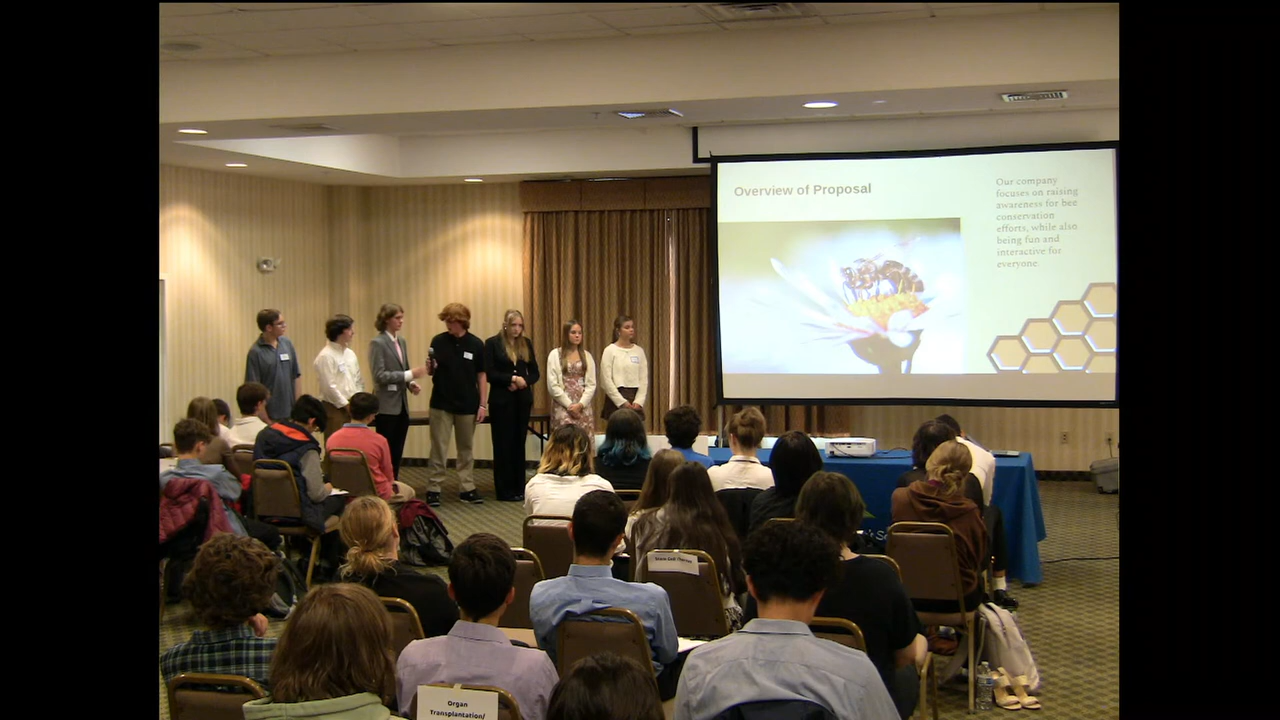 Overview of Proposal
Our company
focuses on raising
awareness for bee
conservation
efforts, while also
being fun and
interactive for
everyone.
Organ
Transplantation/